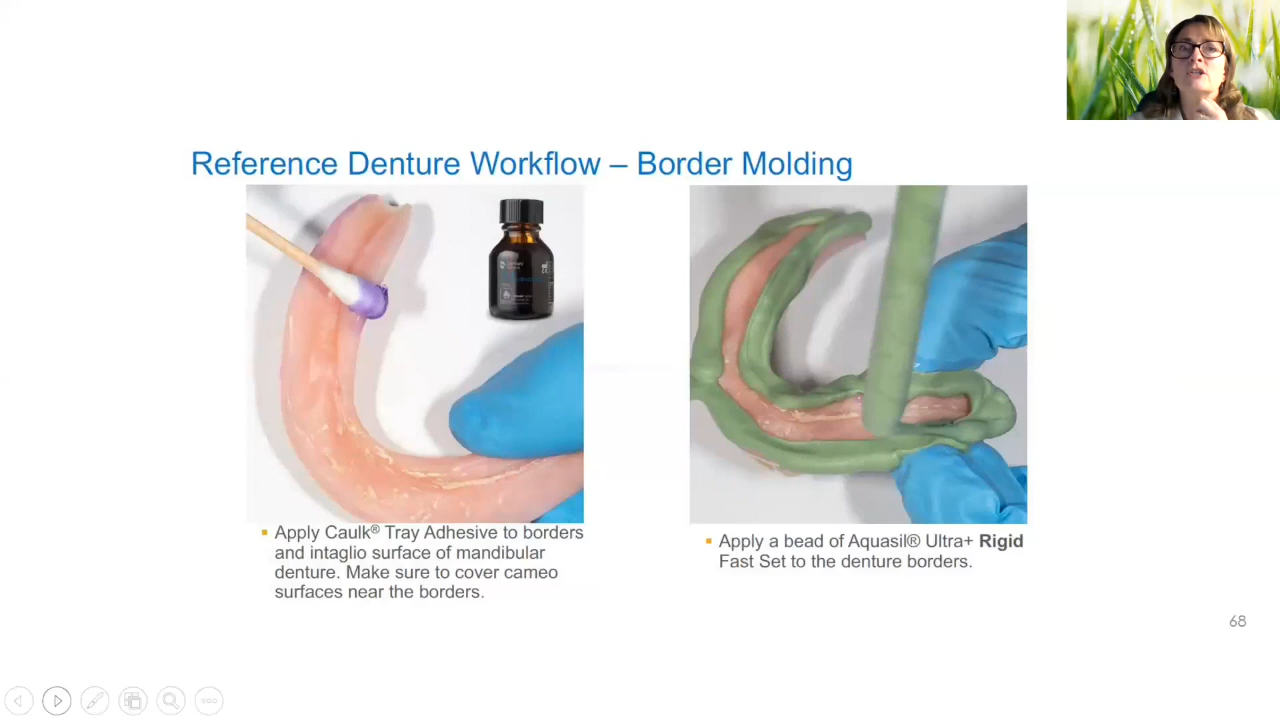 Reference Denture Workflow – Border Molding
▪ Apply Caulk® Tray Adhesive to borders
and intaglio surface of mandibular
denture. Make sure to cover cameo
surfaces near the borders.
▪ Apply a bead of Aquasil® Ultra+ Rigid
Fast Set to the denture borders.
68